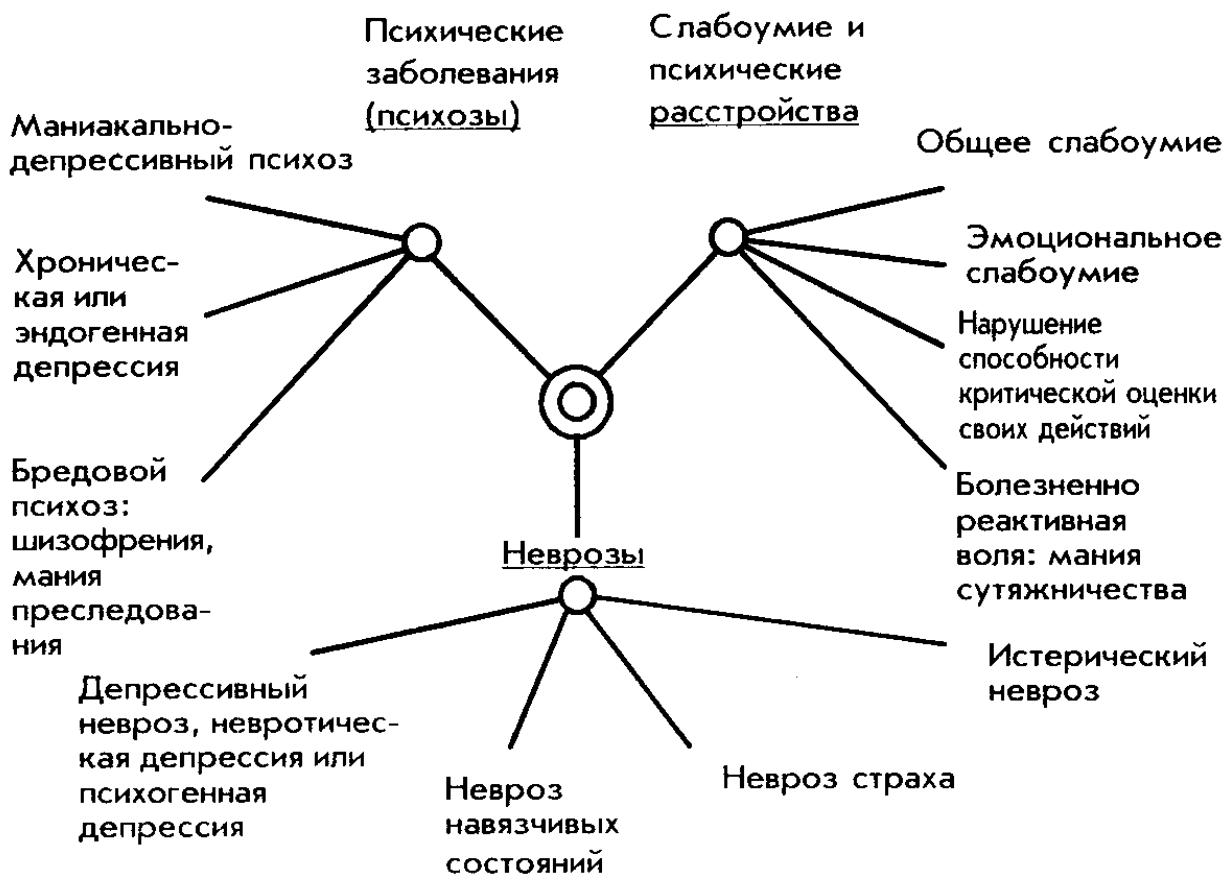 Психические
заболевания
(психозы)
Слабоумие и
психические
расстройства
Маниакально-
депрессивный психоз
Общее слабоумие
Хроничес-
кая или
эндогенная
депрессия
Эмоциональное
слабоумие
Нарушение
способности
критической оценки
своих действий
Бредовой
психоз:
шизофрения,
мания
преследова-
ния
Болезненно
реактивная
воля: мания
сутяжничества
Неврозы
Депрессивный
невроз, невротичес-
кая депрессия или
психогенная
депрессия
Невроз
навязчивых
состояний
Невроз страха
Истерический
невроз